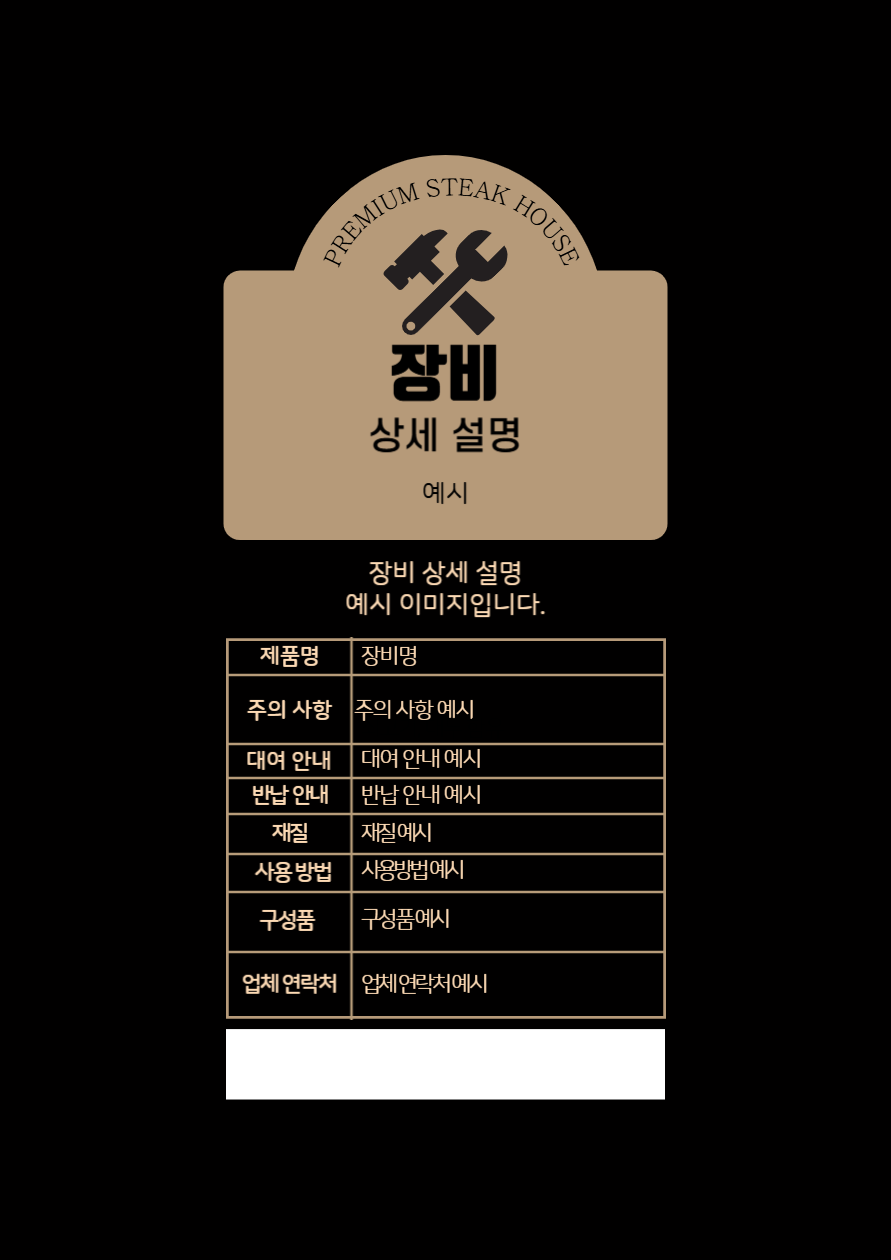 PREMIUM STEAK HOUSE
장비
상세 설명
예시
장비 상세 설명
예시 이미지입니다.
제품명 장비명
주의 사항 주의 사항 예시
대여 안내 대여 안내 예시
반납 안내 반납 안내 예시
재질 재질예시
사용 방법 사용방법예시
구성품 구성품예시
업체 연락처 업체연락처예시